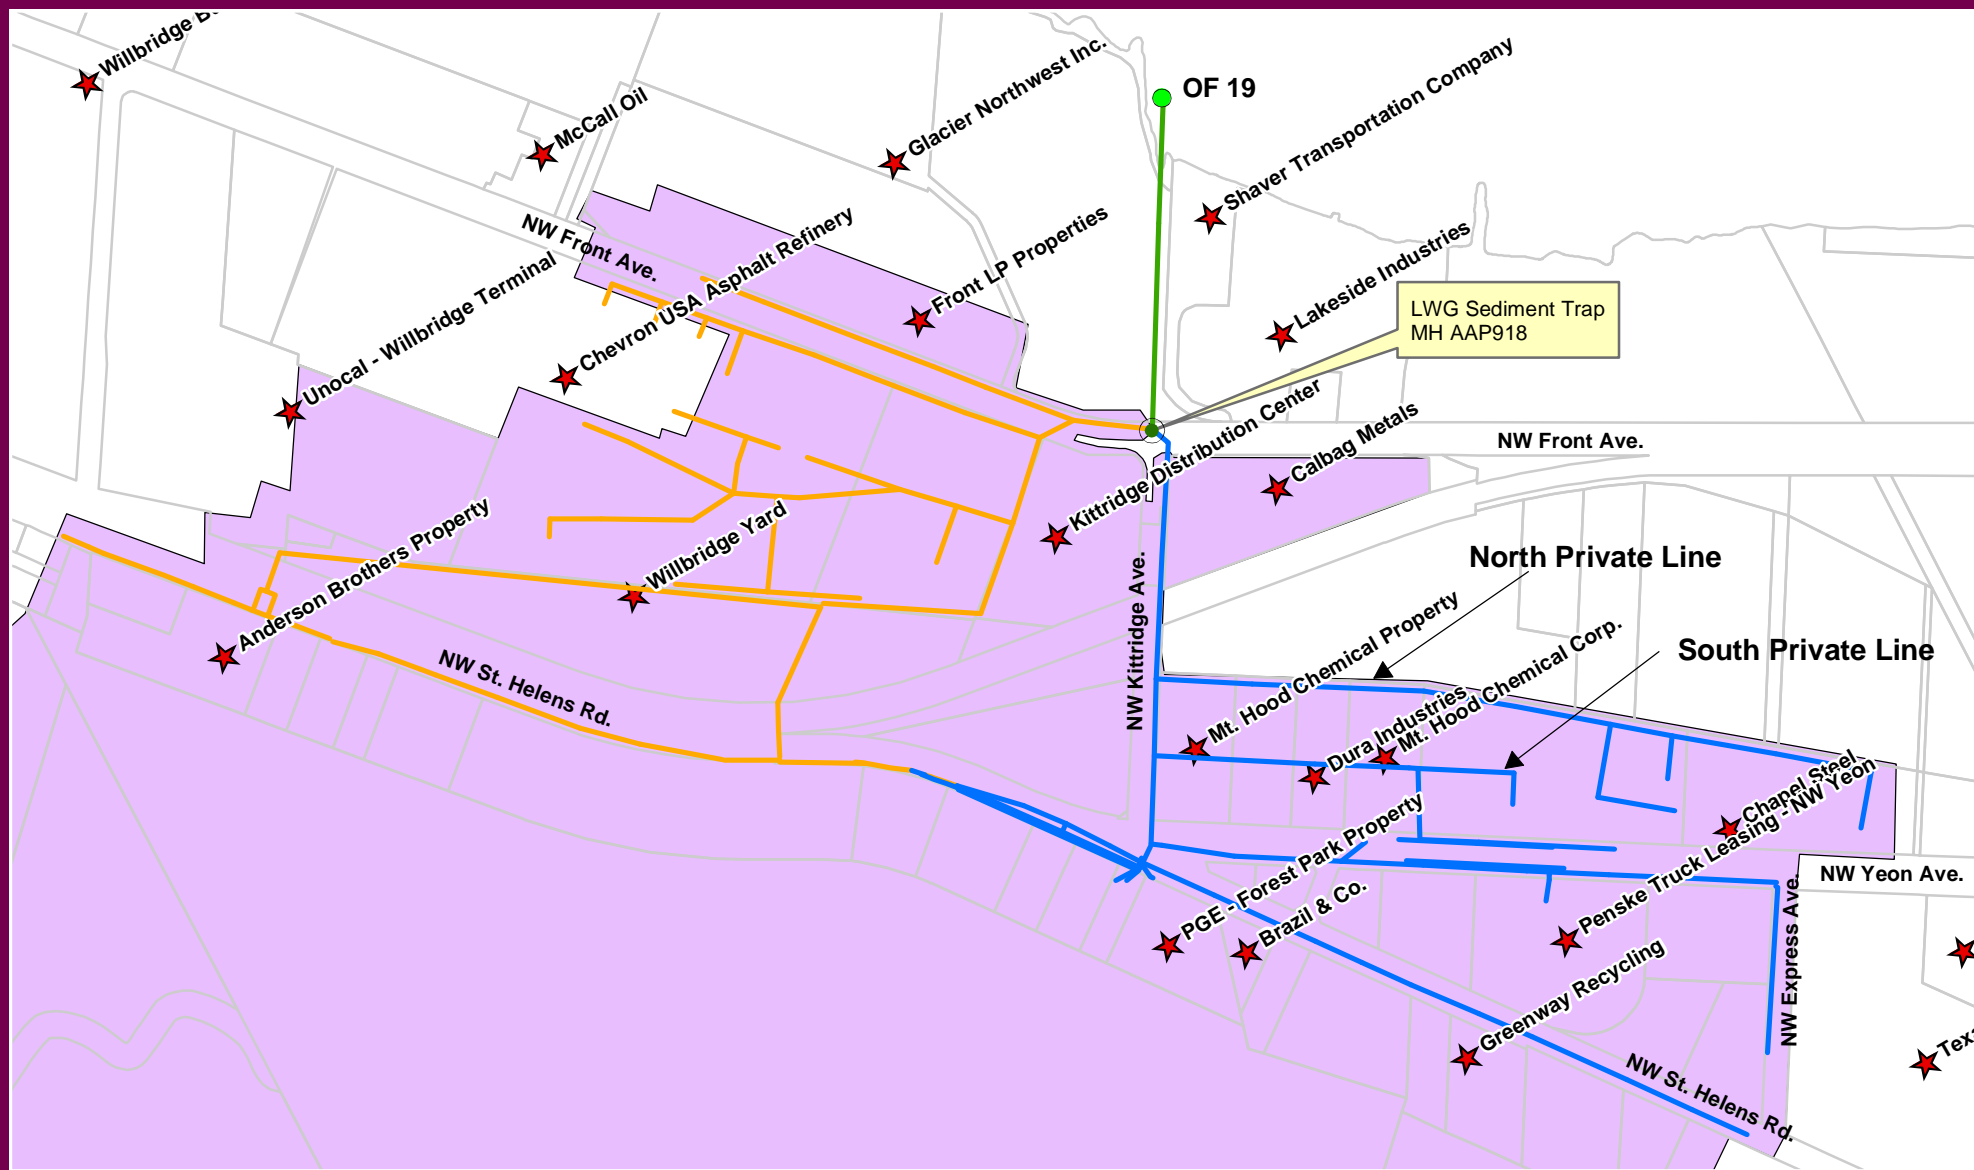 Willbridge
McCall Oil
Glacier Northwest Inc.
OF 19
Shaver Transportation Company
NW Front Ave.
Chevron USA Asphalt Refinery
Front LP Properties
Lakeside Industries
LWG Sediment Trap
MH AAP918
Unocal - Willbridge Terminal
Kittridge Distribution Center
Calbag Metals
NW Front Ave.
Anderson Brothers Property
Willbridge Yard
NW Kittridge Ave.
North Private Line
South Private Line
NW St. Helens Rd.
Mt. Hood Chemical Property
Dura Industries
Mt. Hood Chemical Corp.
Chapel Steel
Penske Truck Leasing - NW Yeon
NW Yeon Ave.
PGE - Forest Park Property
Brazil & Co.
NW Express Ave.
Greenway Recycling
NW St. Helens Rd.